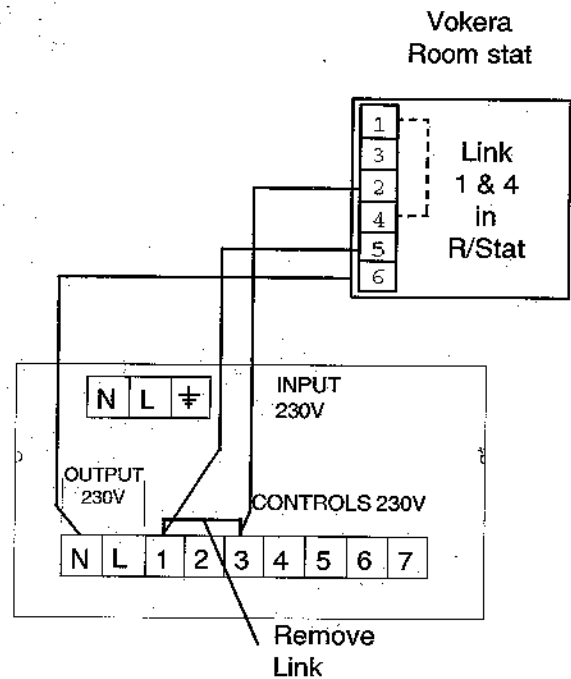 Vokera
Room stat
1
3
2
4
5
6
Link
1 & 4
in
R/Stat
N L
INPUT
230V
OUTPUT
230V
CONTROLS 230V
N L 1 2 3 4 5 6 7
Remove
Link